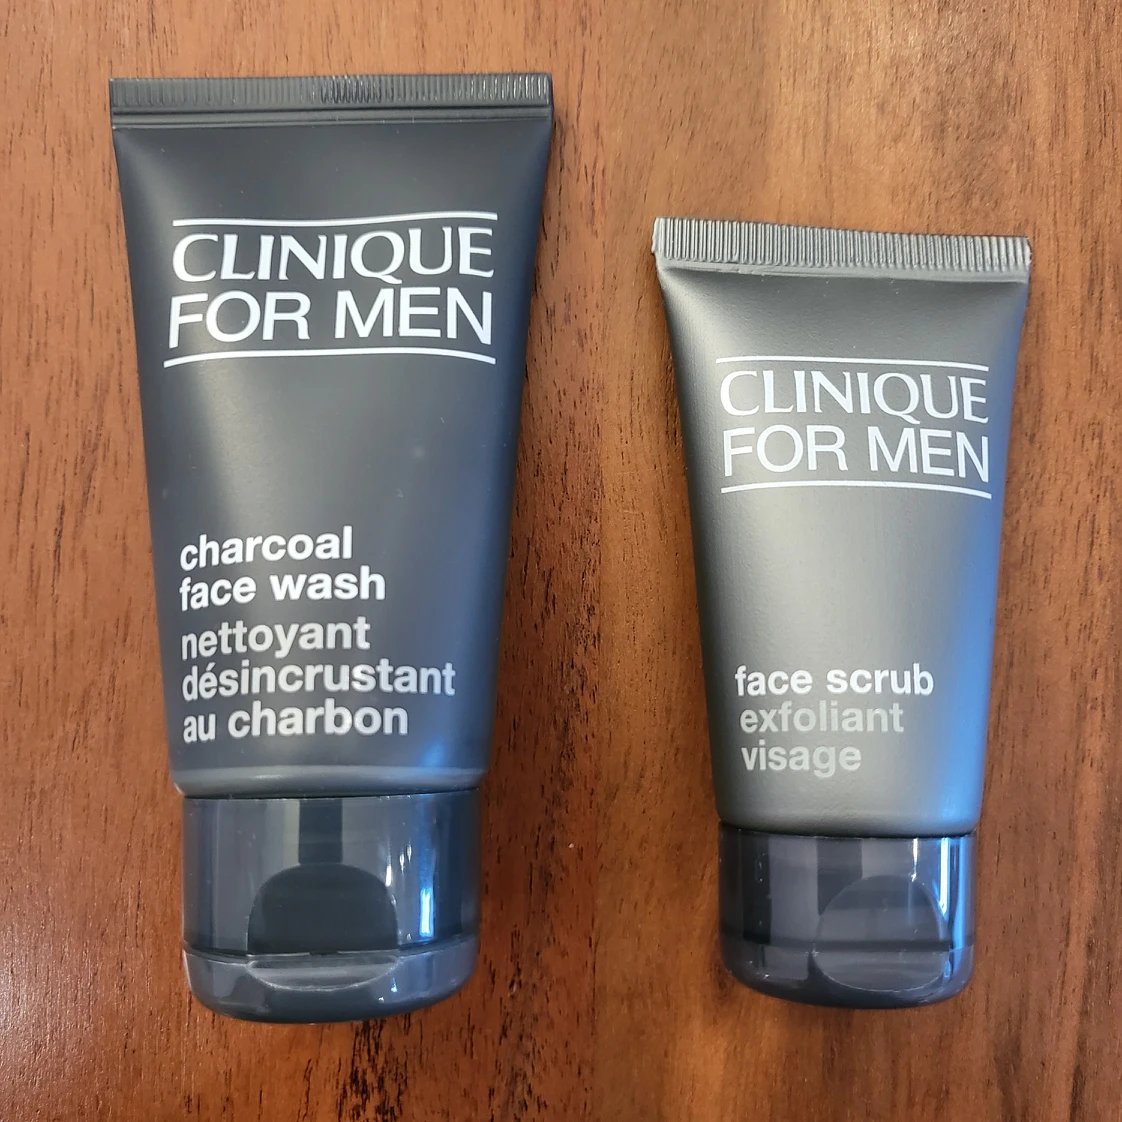 CLINIQUE
FOR MEN
charcoal
face wash
nettoyant
désincrustant
au charbon
CLINIQUE
FOR MEN
face scrub
exfoliant
visage